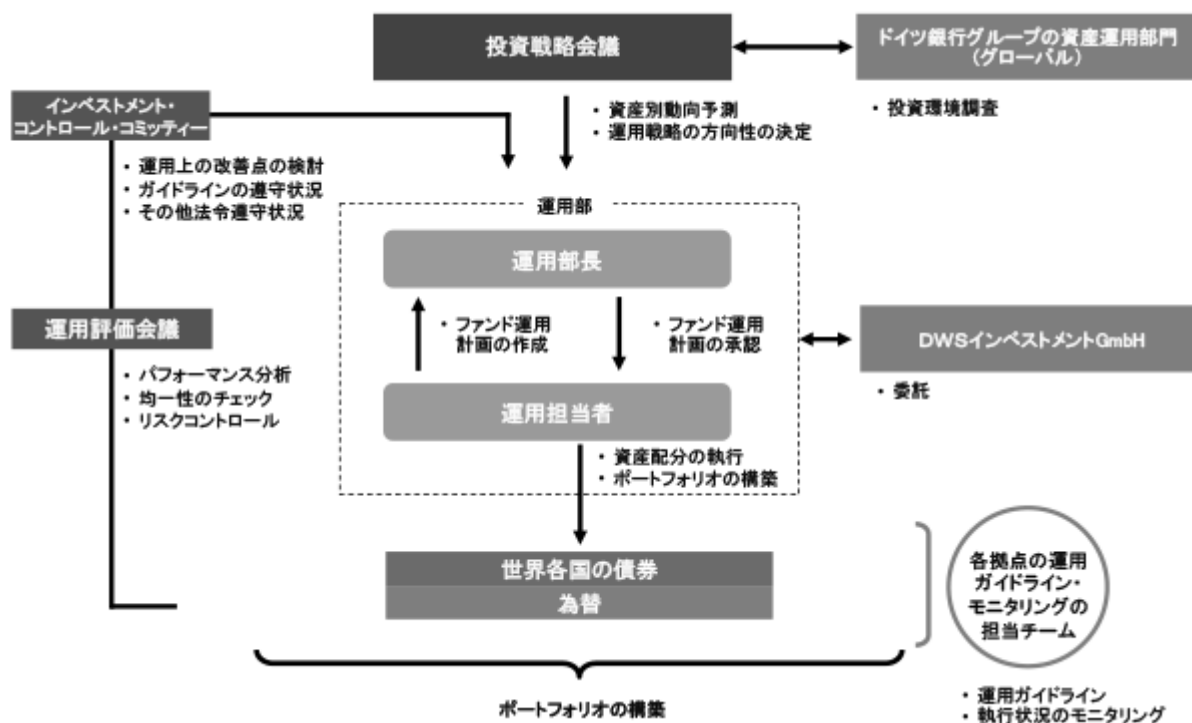 投資戦略会議
ドイツ銀行グループの資産運用部門
(グローバル)
・ 投資環境調査
・ 資産別動向予測
・ 運用戦略の方向性の決定
インベストメント・
コントロール・コミッティー
・ 運用上の改善点の検討
・ ガイドラインの遵守状況
・ その他法令遵守状況
運用部
運用部長
・ ファンド運用
計画の作成
・ ファンド運用
計画の承認
運用評価会議
・ パフォーマンス分析
・ 均一性のチェック
・ リスクコントロール
DWSインベストメントGmbH
・ 委託
運用担当者
・ 資産配分の執行
・ ポートフォリオの構築
世界各国の債券
為替
各拠点の運用
ガイドライン・
モニタリングの
担当チーム
・ 運用ガイドライン
・ 執行状況のモニタリング
ポートフォリオの構築